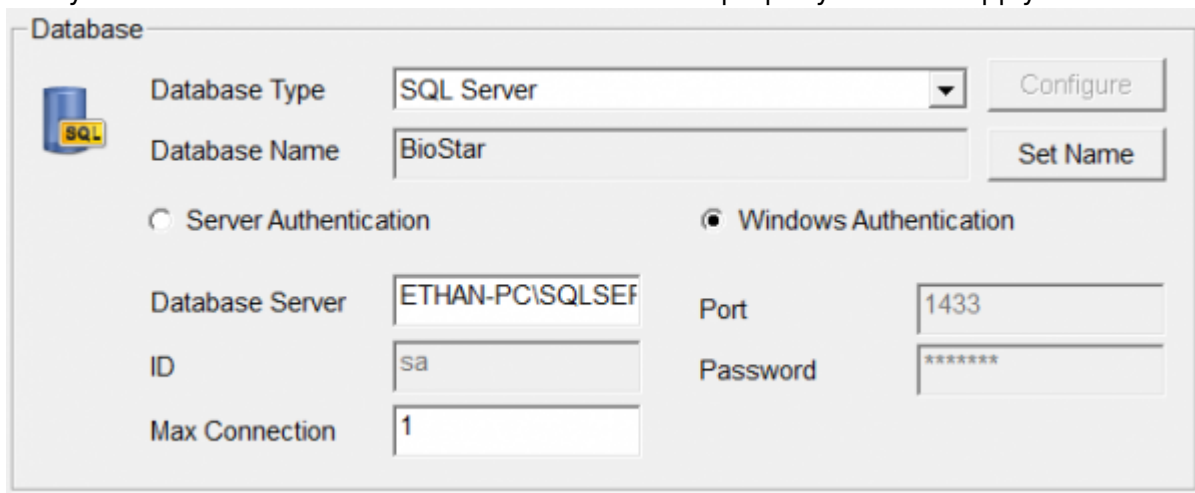 Database
Database Type SQL Server Configure
SQL
Database Name BioStar Set Name
Server Authentication Windows Authentication
Database Server ETHAN-PC\SQLSER Port 1433
ID sa Password *******
Max Connection 1